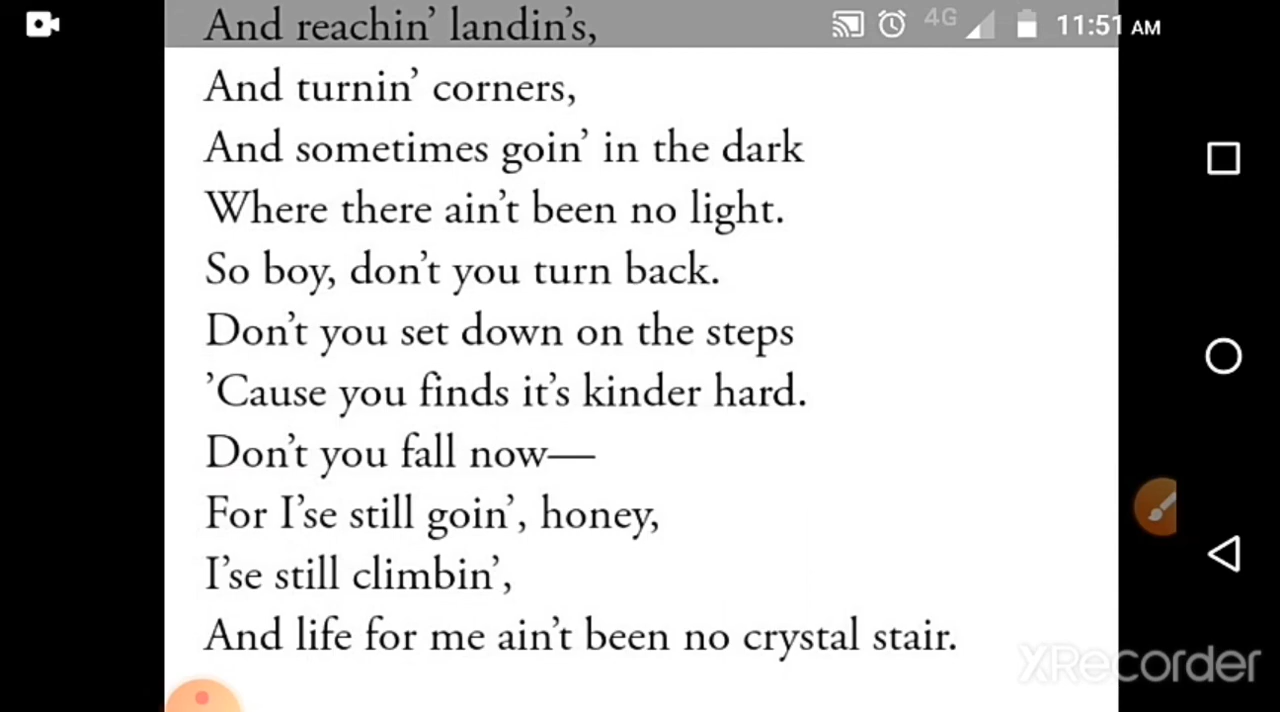 And reachin’ landin’s,
4G
11:51 AM
And turnin’ corners,
And sometimes goin’ in the dark
Where there ain’t been no light.
So boy, don’t you turn back.
Don’t you set down on the steps
’Cause you finds it’s kinder hard.
Don’t you fall now—
For I’se still goin’, honey,
I’se still climbin’,
And life for me ain’t been no crystal stair.
XRecorder